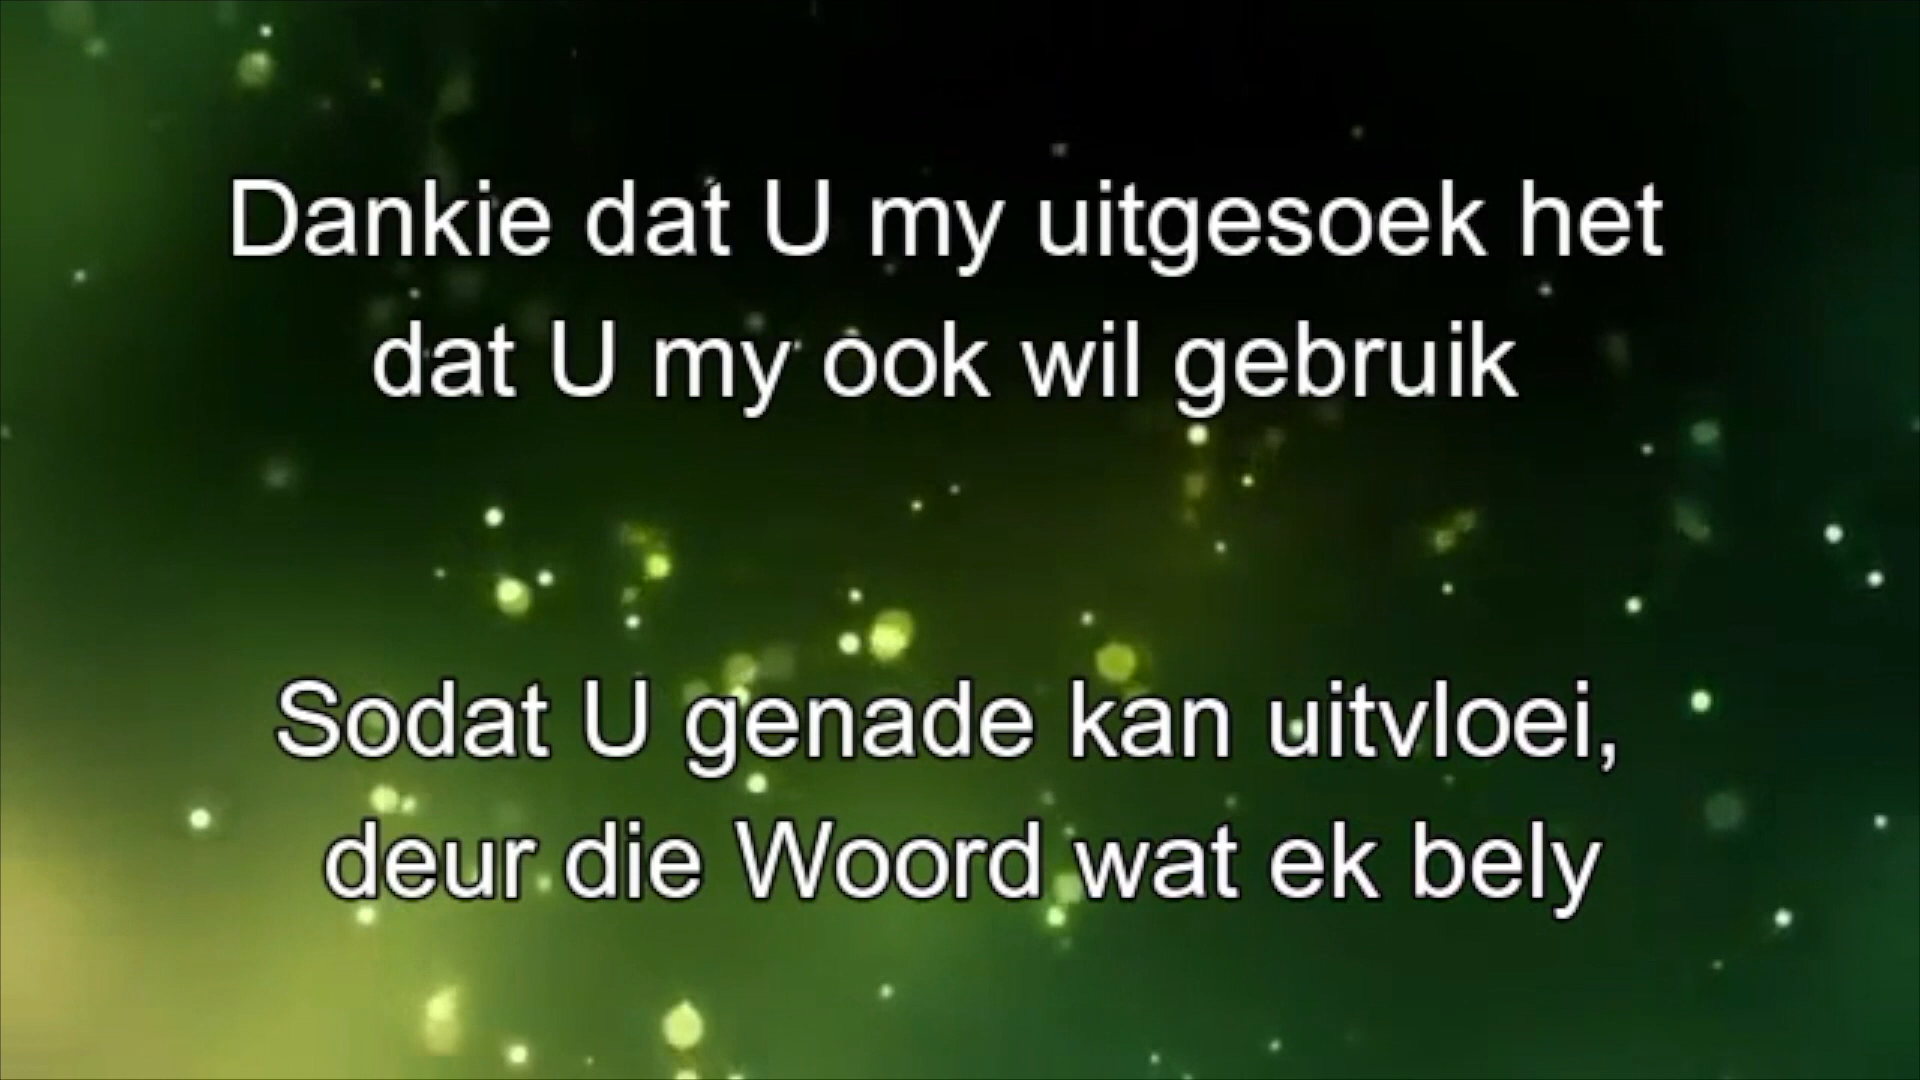 Dankie dat U my uitgesoek het
dat U my ook wil gebruik
Sodat U genade kan uitvloei,
deur die Woord wat ek bely